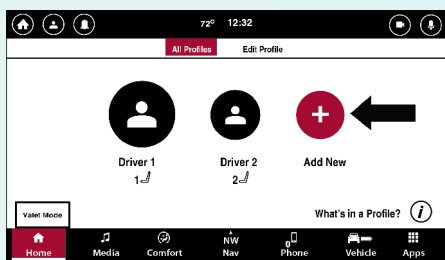 72° 12:32
All Profiles Edit Profile
Driver 1 Driver 2 Add New
1 2
What's in a Profile?
Valet Mode
NW
Home Media Comfort Nav Phone Vehicle Apps